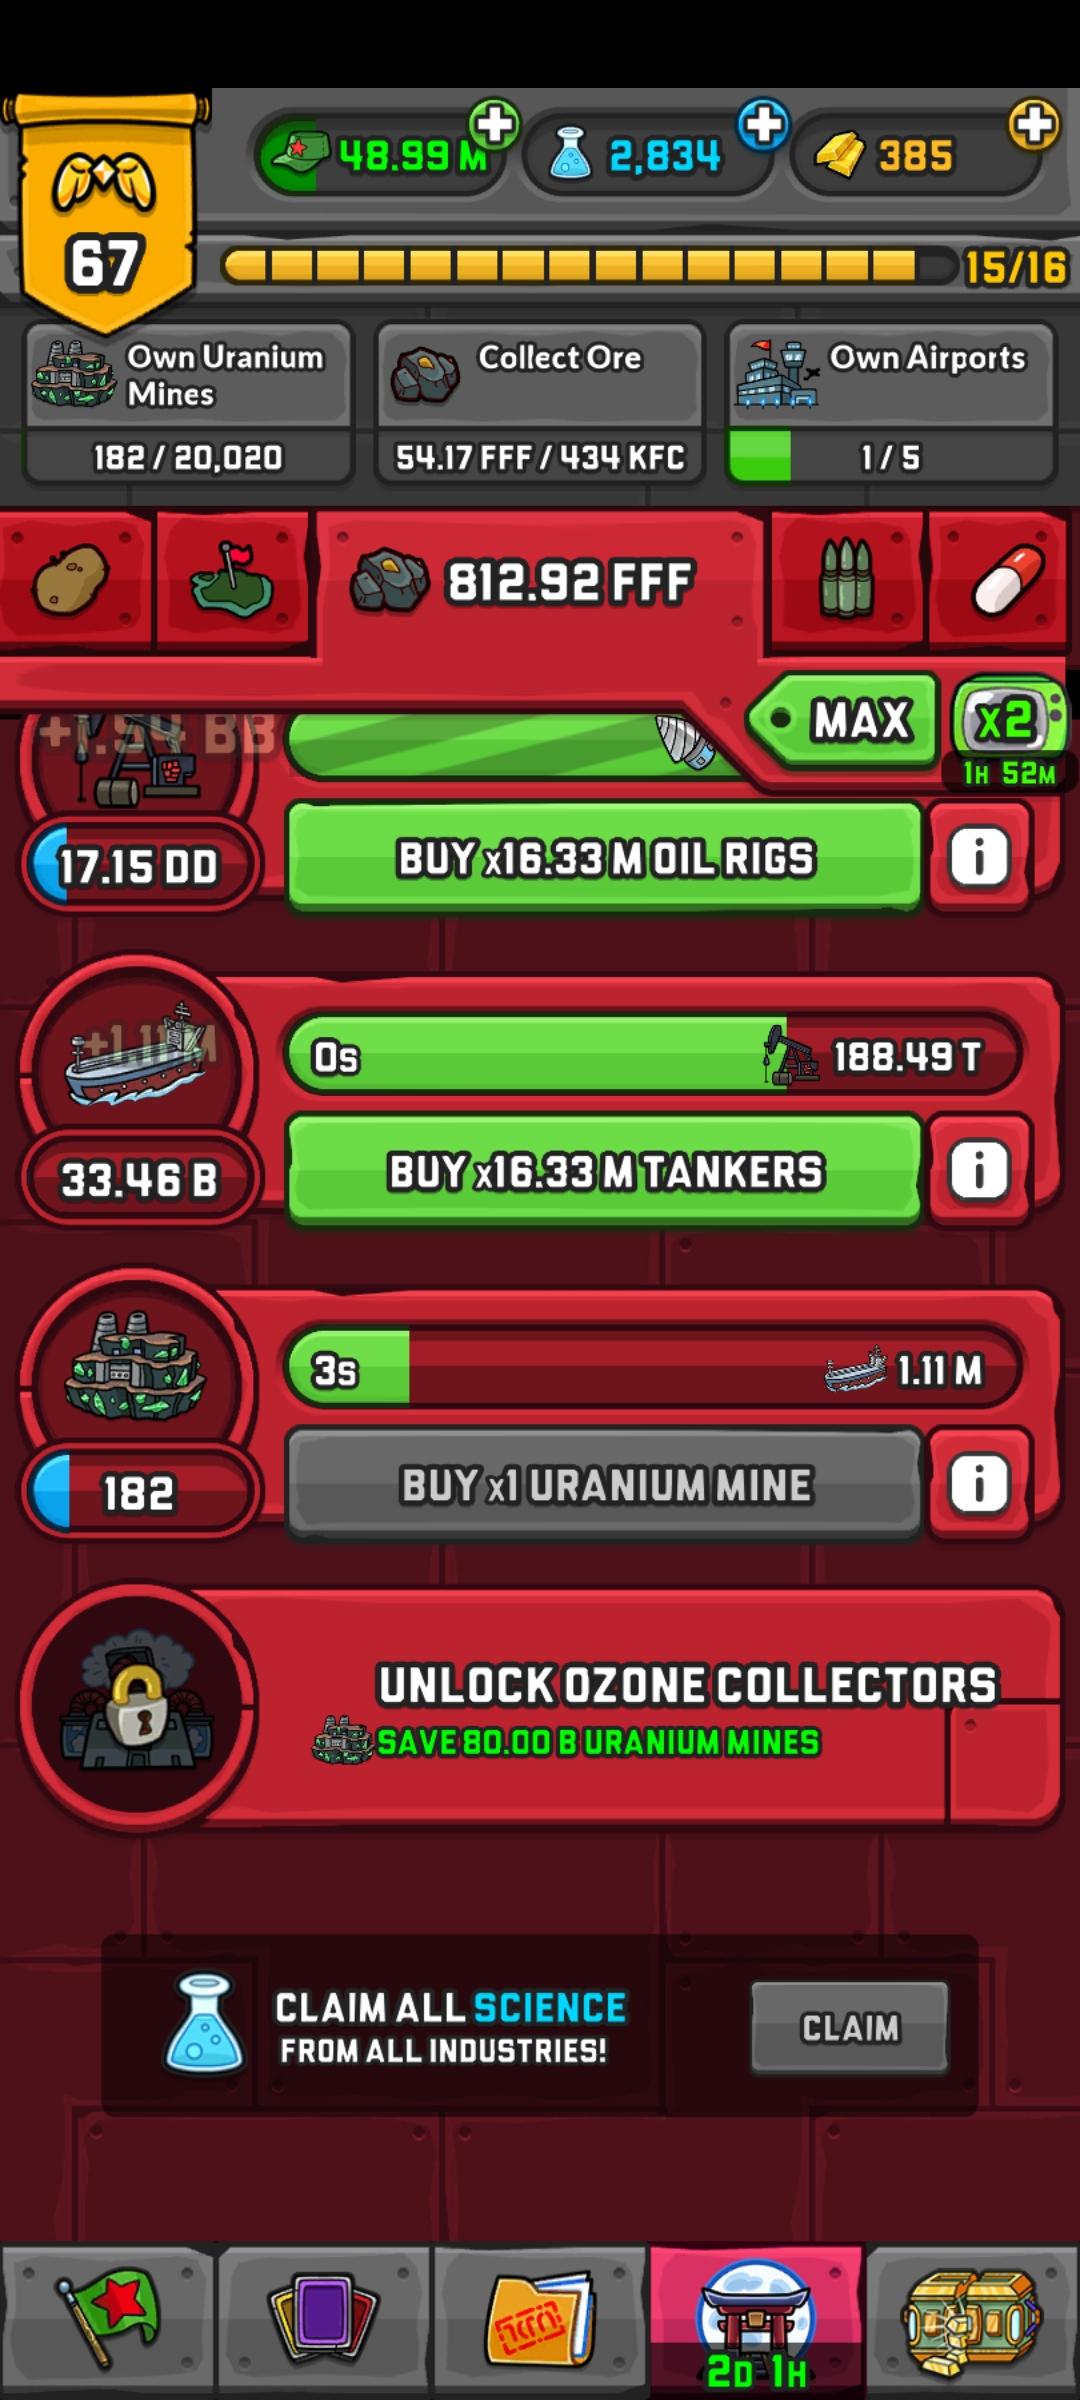 48.99 M
2,834
385
67
15/16
Own Uranium
Mines
182 / 20,020
Collect Ore
54.17 FFF / 434 KFC
Own Airports
1 / 5
812.92 FFF
MAX
x2
1H 52M
+1.94 BB
17.15 DD
BUY x16.33 M OIL RIGS
i
+1.11 M
33.46 B
0s
188.49 T
BUY x16.33 M TANKERS
i
182
3s
1.11 M
BUY x1 URANIUM MINE
i
UNLOCK OZONE COLLECTORS
SAVE 80.00 B URANIUM MINES
CLAIM ALL SCIENCE
FROM ALL INDUSTRIES!
CLAIM
2D 1H